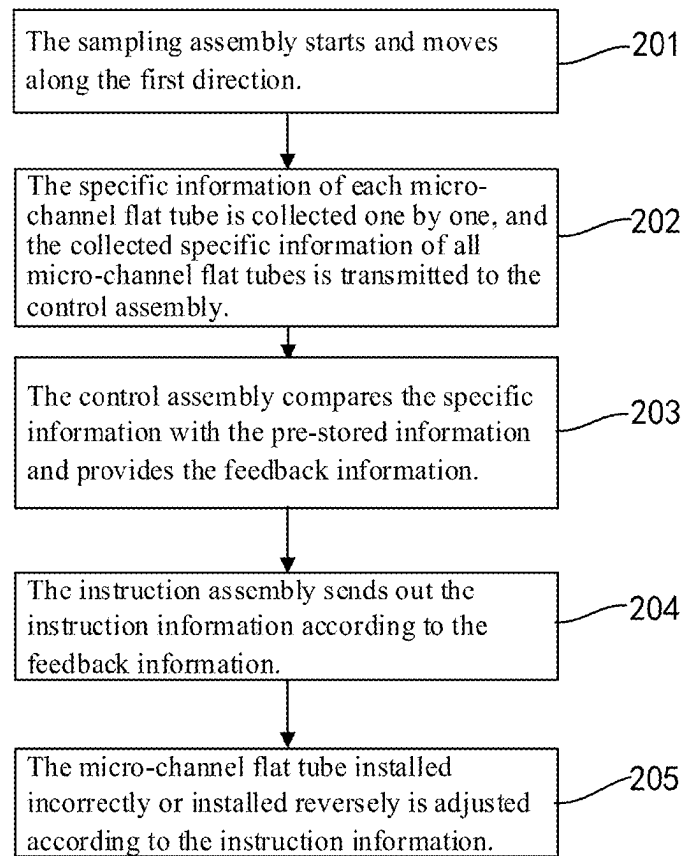 The sampling assembly starts and moves
along the first direction.
201
The specific information of each micro-
channel flat tube is collected one by one, and
the collected specific information of all
micro-channel flat tubes is transmitted to the
control assembly.
202
The control assembly compares the specific
information with the pre-stored information
and provides the feedback information.
203
The instruction assembly sends out the
instruction information according to the
feedback information.
204
The micro-channel flat tube installed
incorrectly or installed reversely is adjusted
according to the instruction information.
205